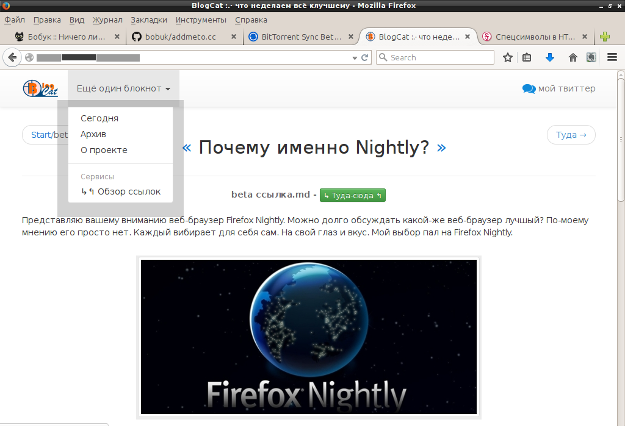 BlogCat :.- что неделаем всё клучшему - Mozilla Firefox
Файл Правка Вид Журнал Закладки Инструменты Справка
Бобук :: Ничего ли...
bobuk/addmeto.cc
BitTorrent Sync Bet...
BlogCat :.- что неде...
Спецсимволы в HT...
Search
BlogCat
Еще один блокнот
мой твиттер
Start/bet
Сегодня
Архив
О проекте
Сервисы
↳↰ Обзор ссылок
« Почему именно Nightly? »
Туда →
beta ссылка.md - ↳ Туда-сюда ↰
Представляю вашему вниманию веб-браузер Firefox Nightly. Можно долго обсуждать какой-же веб-браузер лучший? По-моему
мнению его просто нет. Каждый вибирает для себя сам. На свой глаз и вкус. Мой выбор пал на Firefox Nightly.
Firefox Nightly